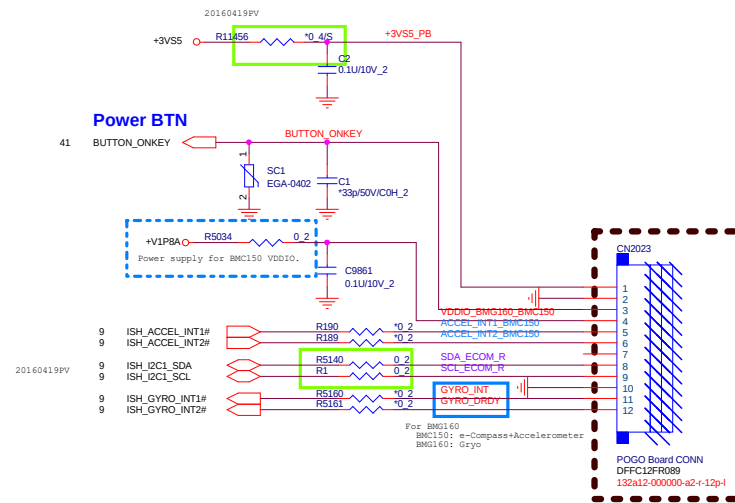 20160419PV
+3VS5 R11456 *0_4/S +3VS5_PB
C2
0.1U/10V_2
Power BTN
41 BUTTON_ONKEY BUTTON_ONKEY
1
SC1
EGA-0402
2
C1
*33p/50V/C0H_2
+V1P8A R5034 0_2
Power supply for BMC150 VDDIO.
C9861
0.1U/10V_2
CN2023
1
2
3
VDDIO_BMG160_BMC150
4
9 ISH_ACCEL_INT1# R190 *0_2 ACCEL_INT1_BMC150 5
9 ISH_ACCEL_INT2# R189 *0_2 ACCEL_INT2_BMC150 6
7
20160419PV
9 ISH_I2C1_SDA R5140 0_2 SDA_ECOM_R 8
9 ISH_I2C1_SCL R1 0_2 SCL_ECOM_R 9
10
9 ISH_GYRO_INT1# R5160 *0_2 GYRO_INT 11
9 ISH_GYRO_INT2# R5161 *0_2 GYRO_DRDY 12
For BMG160
BMC150: e-Compass+Accelerometer
BMG160: Gryo
POGO Board CONN
DFFC12FR089
132a12-000000-a2-r-12p-l